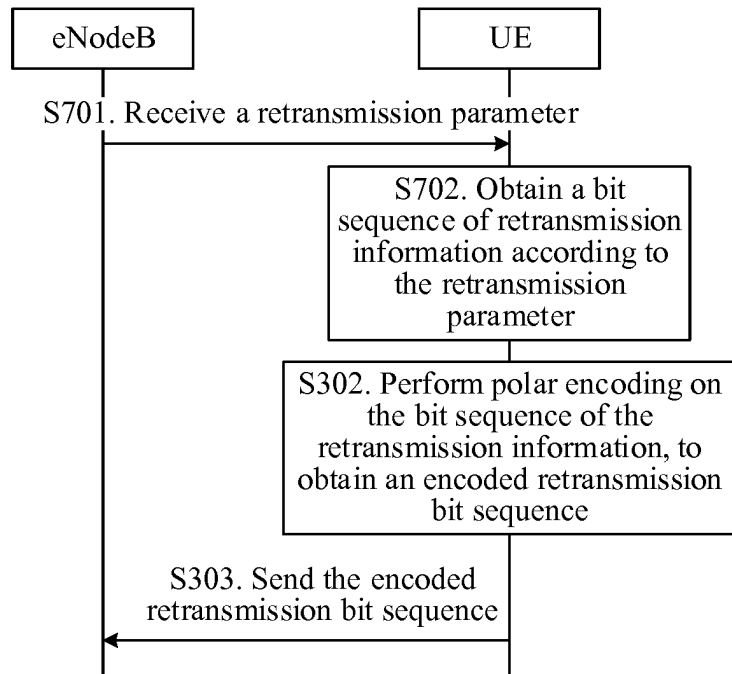 eNodeB
UE
S701. Receive a retransmission parameter
S702. Obtain a bit
sequence of retransmission
information according to
the retransmission
parameter
S302. Perform polar encoding on
the bit sequence of the
retransmission information, to
obtain an encoded retransmission
bit sequence
S303. Send the encoded
retransmission bit sequence